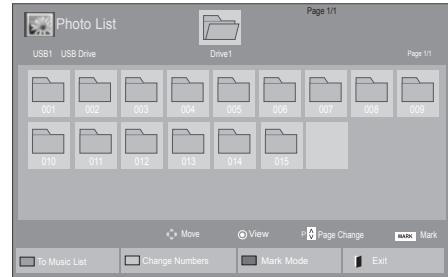 Page 1/1
Photo List
USB1 USB Drive Drive1 Page 1/1
001 002 003 004 005 006 007 008 009
010 011 012 013 014 015
Move View P Page Change MARK Mark
To Music List Change Numbers Mark Mode Exit